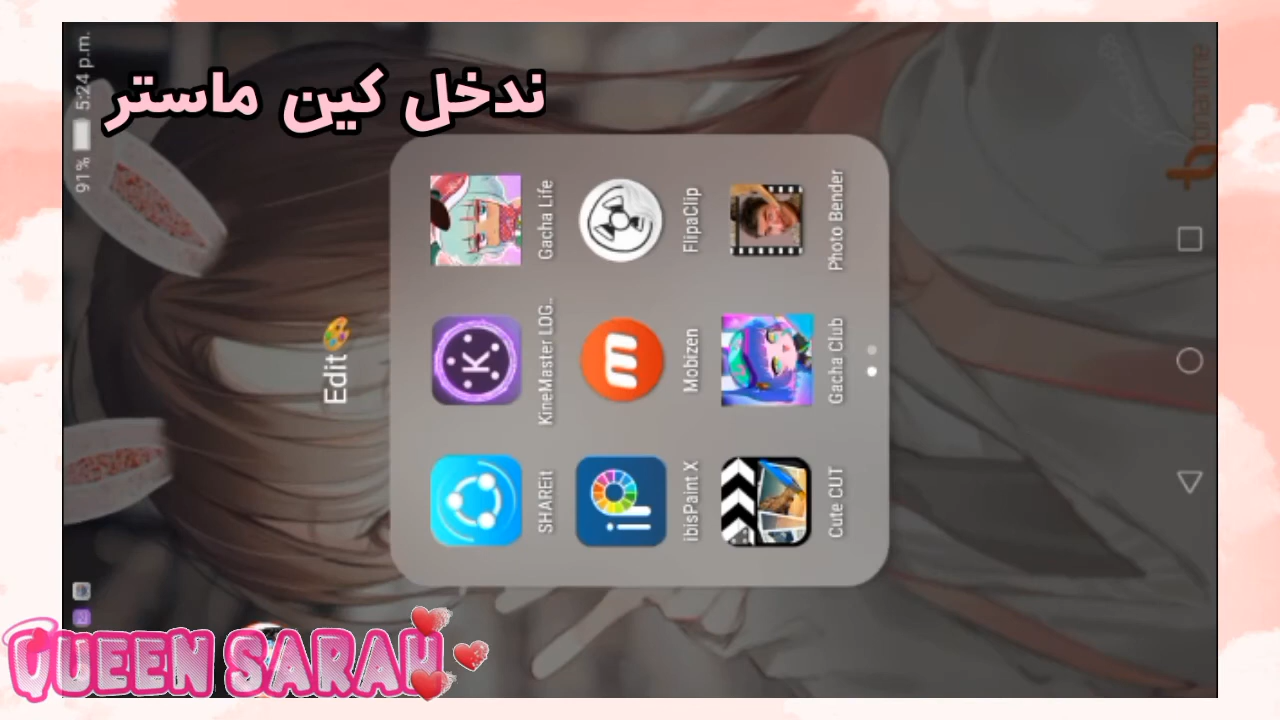 ندخل كين ماستر
91% 5:24 p.m.
Edit
SHAREit
KineMaster LOG..
Gacha Life
ibisPaint X
Mobizen
FlipaClip
Cute CUT
Gacha Club
Photo Bender
QUEEN SARAH